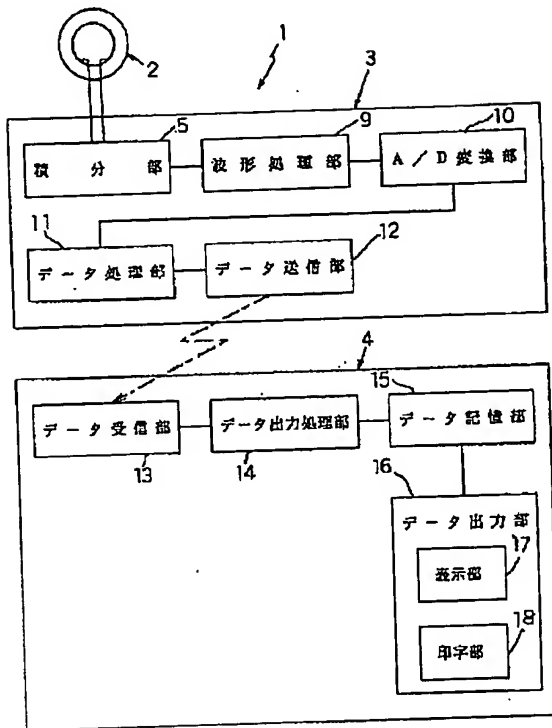 1
2
3
5
9
10
積分部
波形処理部
A/D変換部
11
12
データ処理部
データ送信部
4
15
データ受信部
データ出力処理部
データ記憶部
13
14
16
データ出力部
17
表示部
18
印字部